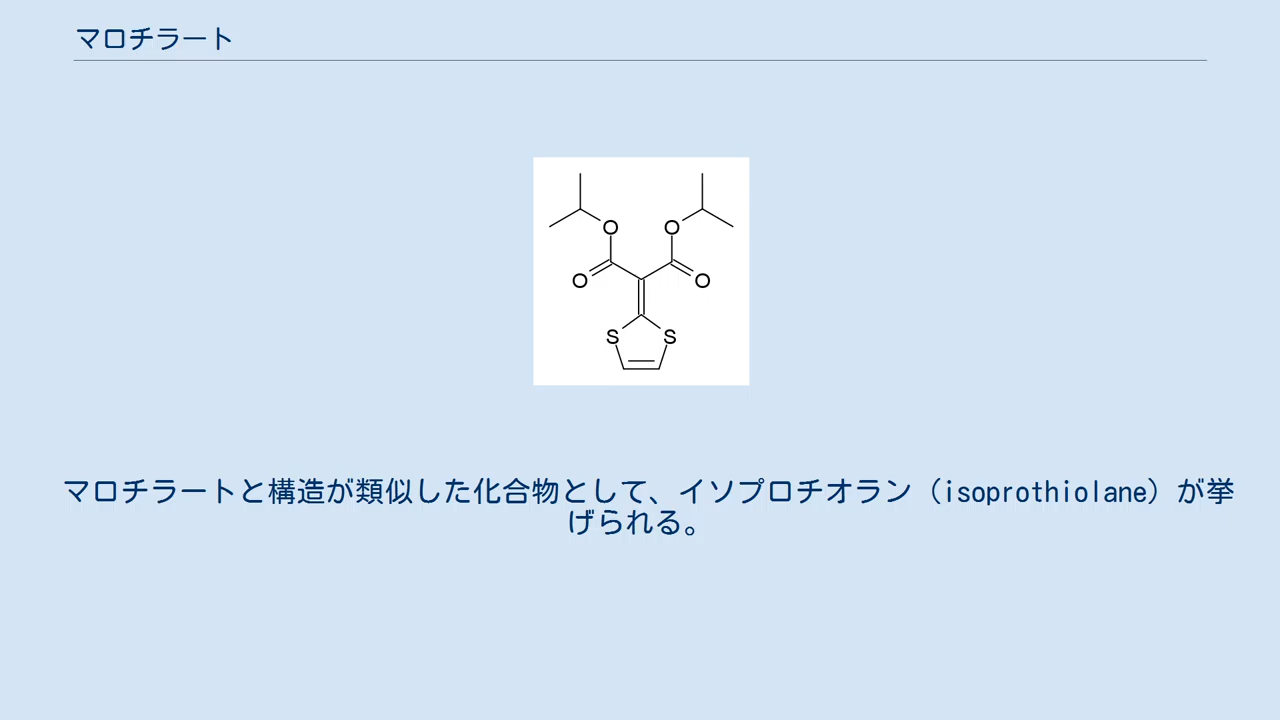 マロチラート
O O
O O
S S
マロチラートと構造が類似した化合物として、イソプロチオラン（isoprothiolane）が挙
げられる。